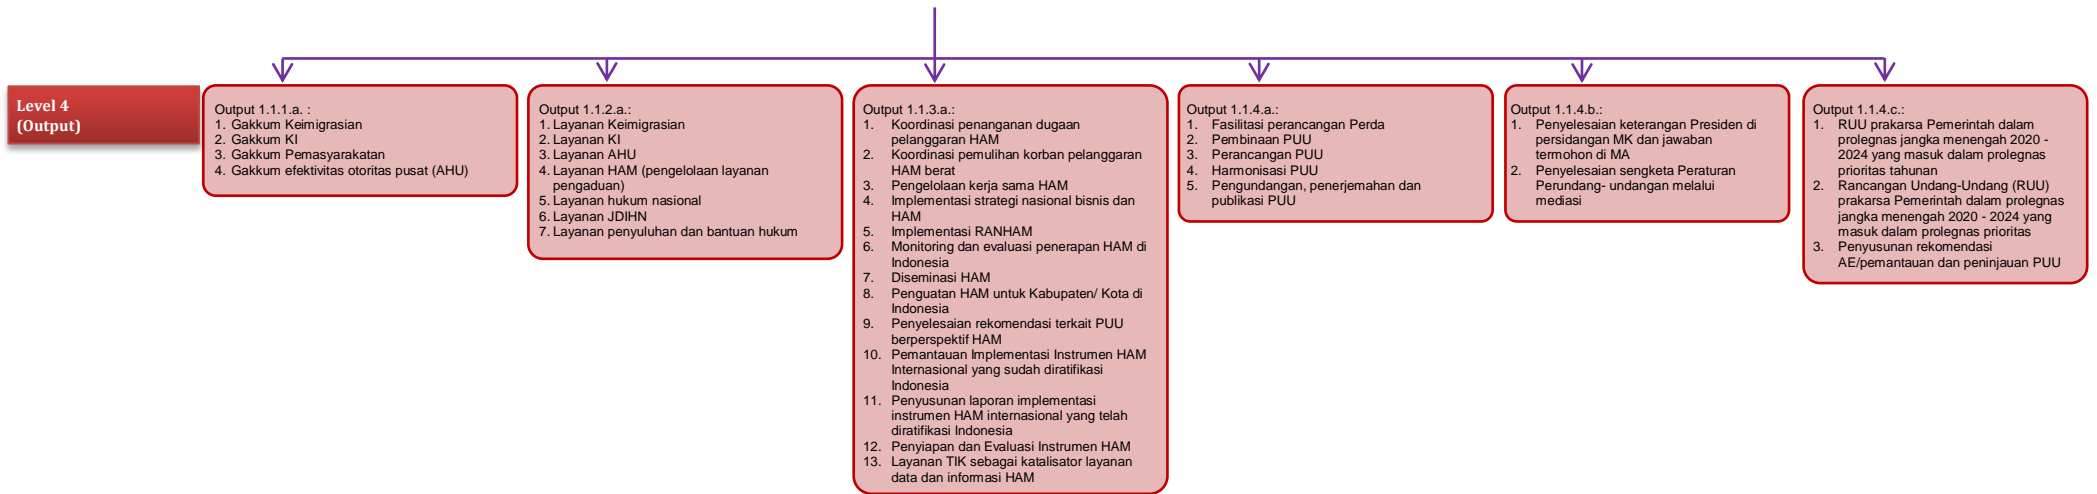 Level 4
(Output)
Output 1.1.1.a. :
1. Gakkum Keimigrasian
2. Gakkum KI
3. Gakkum Pemasyarakatan
4. Gakkum efektivitas otoritas pusat (AHU)
Output 1.1.2.a.:
1. Layanan Keimigrasian
2. Layanan KI
3. Layanan AHU
4. Layanan HAM (pengelolaan layanan
pengaduan)
5. Layanan hukum nasional
6. Layanan JDIHN
7. Layanan penyuluhan dan bantuan hukum
Output 1.1.3.a.:
1. Koordinasi penanganan dugaan
pelanggaran HAM
2. Koordinasi pemulihan korban pelanggaran
HAM berat
3. Pengelolaan kerja sama HAM
4. Implementasi strategi nasional bisnis dan
HAM
5. Implementasi RANHAM
6. Monitoring dan evaluasi penerapan HAM di
Indonesia
7. Diseminasi HAM
8. Penguatan HAM untuk Kabupaten/ Kota di
Indonesia
9. Penyelesaian rekomendasi terkait PUU
berperspektif HAM
10. Pemantauan Implementasi Instrumen HAM
Internasional yang sudah diratifikasi
Indonesia
11. Penyusunan laporan implementasi
instrumen HAM internasional yang telah
diratifikasi Indonesia
12. Penyiapan dan Evaluasi Instrumen HAM
13. Layanan TIK sebagai katalisator layanan
data dan informasi HAM
Output 1.1.4.a.:
1. Fasilitasi perancangan Perda
2. Pembinaan PUU
3. Perancangan PUU
4. Harmonisasi PUU
5. Pengundangan, penerjemahan dan
publikasi PUU
Output 1.1.4.b.:
1. Penyelesaian keterangan Presiden di
persidangan MK dan jawaban
termohon di MA
2. Penyelesaian sengketa Peraturan
Perundang- undangan melalui
mediasi
Output 1.1.4.c.:
1. RUU prakarsa Pemerintah dalam
prolegnas jangka menengah 2020 -
2024 yang masuk dalam prolegnas
prioritas tahunan
2. Rancangan Undang-Undang (RUU)
prakarsa Pemerintah dalam prolegnas
jangka menengah 2020 - 2024 yang
masuk dalam prolegnas prioritas
3. Penyusunan rekomendasi
AE/pemantauan dan peninjauan PUU